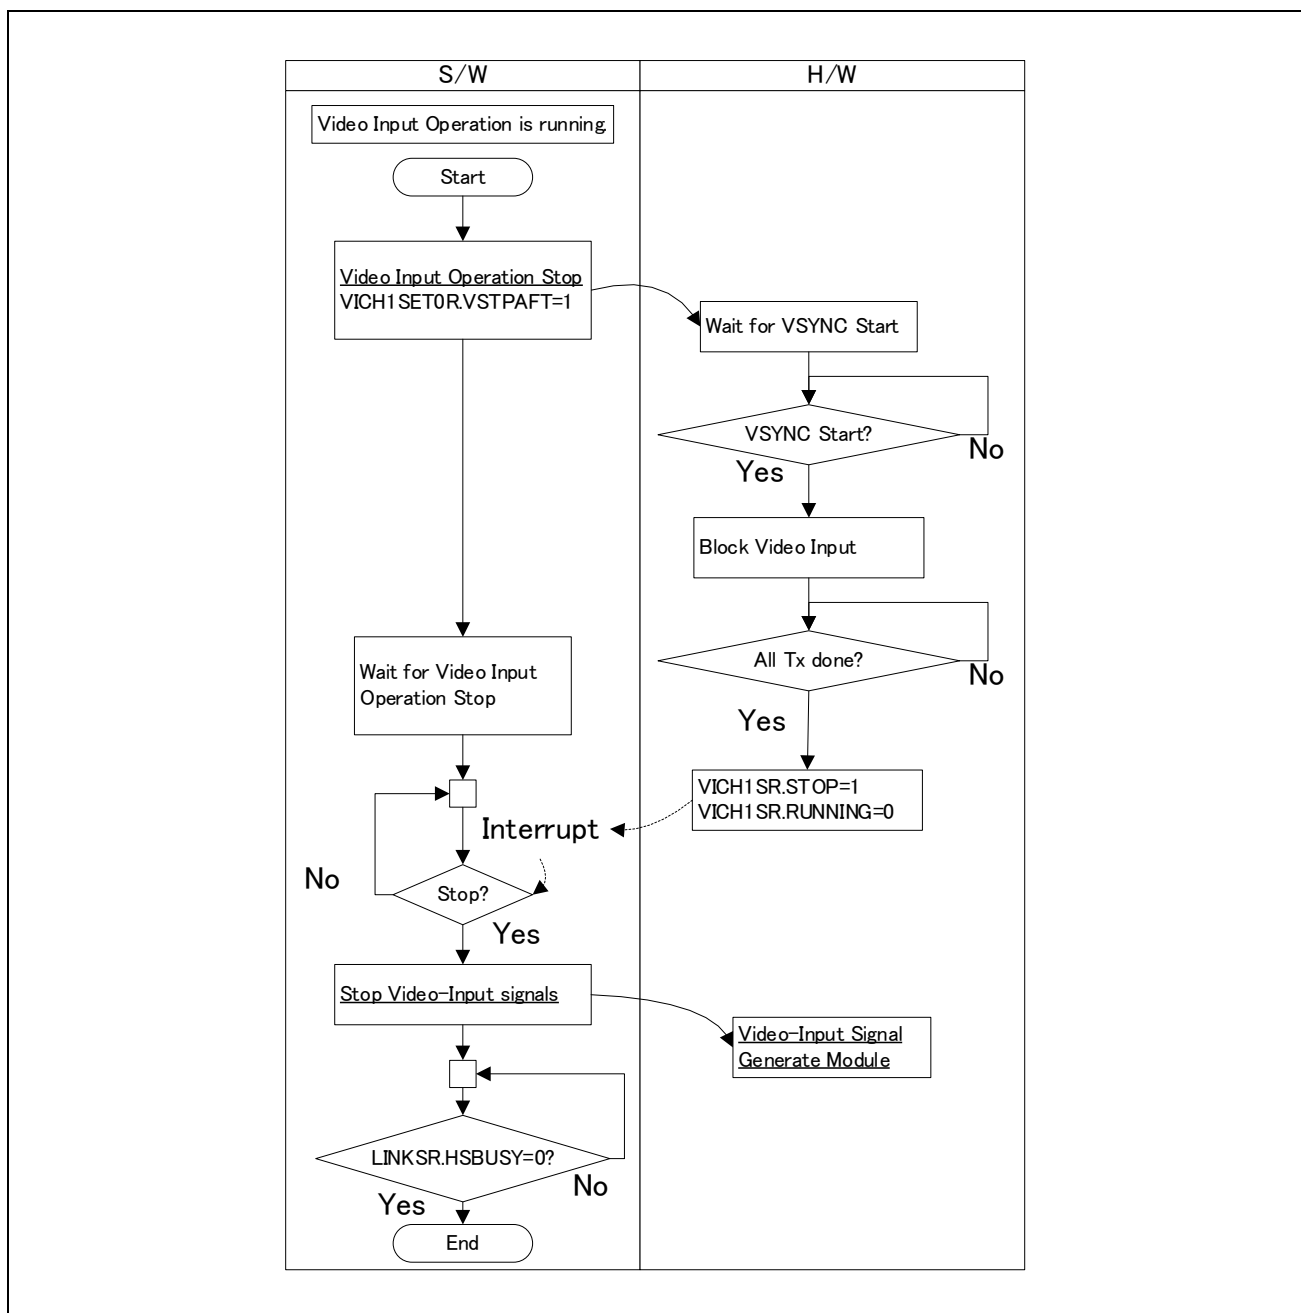 S/W
H/W
Video Input Operation is running.
Start
Video Input Operation Stop
VICH1SET0R.VSTPAFT=1
Wait for VSYNC Start
VSYNC Start?
No
Yes
Block Video Input
All Tx done?
No
Yes
VICH1SR.STOP=1
VICH1SR.RUNNING=0
Wait for Video Input
Operation Stop
Interrupt
Stop?
No
Yes
Stop Video-Input signals
Video-Input Signal
Generate Module
LINKSR.HSBUSY=0?
No
Yes
End